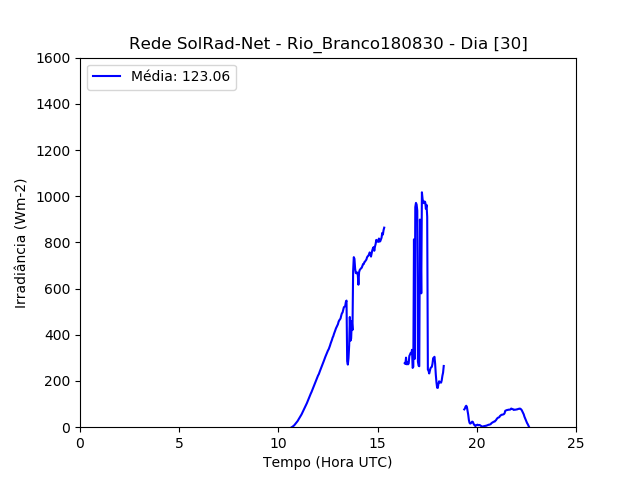 Rede SolRad-Net - Rio_Branco180830 - Dia [30]
Média: 123.06
Irradiância (Wm-2)
1600
1400
1200
1000
800
600
400
200
0
0 5 10 15 20 25
Tempo (Hora UTC)